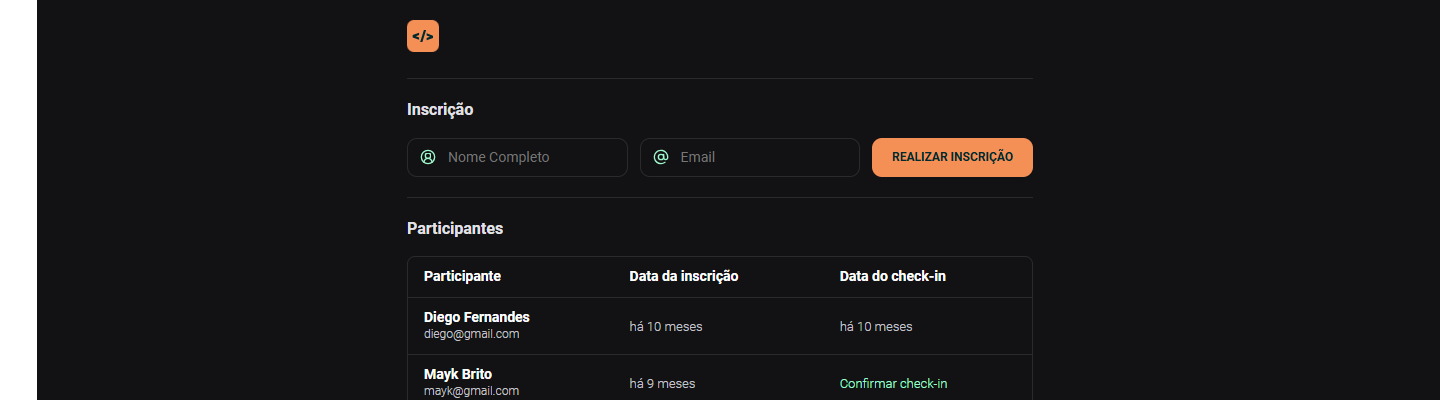 </>
Inscrição
Nome Completo
Email
REALIZAR INSCRIÇÃO
Participantes
Participante Data da inscrição Data do check-in
Diego Fernandes
diego@gmail.com
há 10 meses
há 10 meses
Mayk Brito
mayk@gmail.com
há 9 meses
Confirmar check-in